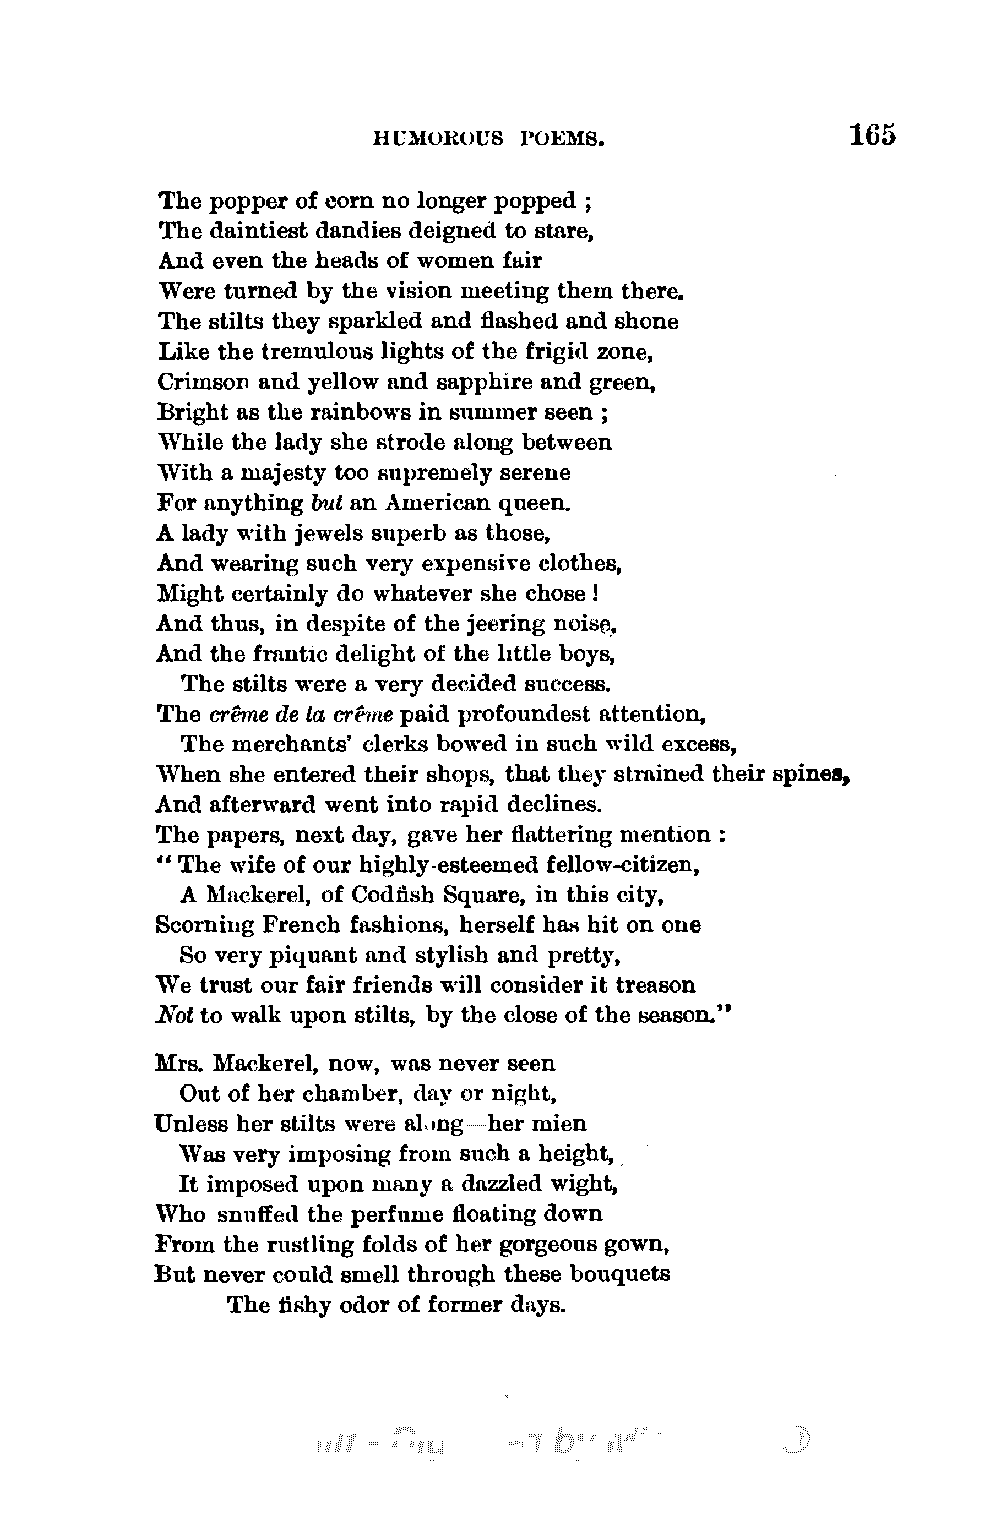 HUMOROUS POEMS. 165
The popper of corn no longer popped ;
The daintiest dandies deigned to stare,
And even the heads of women fair
Were turned by the vision meeting them there.
The stilts they sparkled and flashed and shone
Like the tremulous lights of the frigid zone,
Crimson and yellow and sapphire and green,
Bright as the rainbows in summer seen ;
While the lady she strode along between
With a majesty too supremely serene
For anything but an American queen.
A lady with jewels superb as those,
And wearing such very expensive clothes,
Might certainly do whatever she chose !
And thus, in despite of the jeering noise,
And the frantic delight of the little boys,
The stilts were a very decided success.
The crême de la crême paid profoundest attention,
The merchants' clerks bowed in such wild excess,
When she entered their shops, that they strained their spines,
And afterward went into rapid declines.
The papers, next day, gave her flattering mention :
“ The wife of our highly-esteemed fellow-citizen,
A Mackerel, of Codfish Square, in this city,
Scorning French fashions, herself has hit on one
So very piquant and stylish and pretty,
We trust our fair friends will consider it treason
Not to walk upon stilts, by the close of the season.”
Mrs. Mackerel, now, was never seen
Out of her chamber, day or night,
Unless her stilts were along—her mien
Was very imposing from such a height,
It imposed upon many a dazzled wight,
Who snuffed the perfume floating down
From the rustling folds of her gorgeous gown,
But never could smell through these bouquets
The fishy odor of former days.